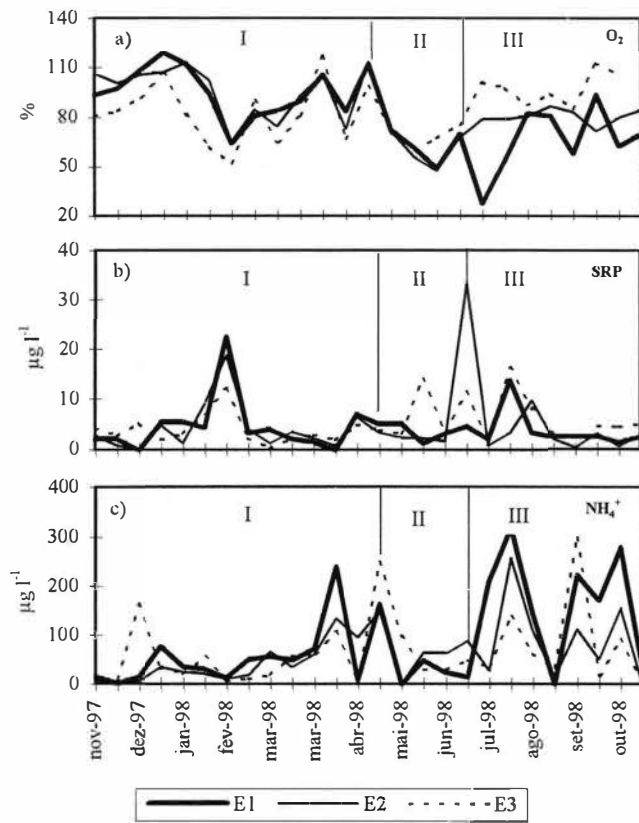 140
110
80
50
20
%
a)
I
II
III
O₂
40
30
20
10
0
µg l⁻¹
b)
I
II
III
SRP
400
300
200
100
0
µg l⁻¹
c)
I
II
III
NH₄⁺
nov-97
dez-97
jan-98
fev-98
mar-98
mar-98
abr-98
mai-98
jun-98
jul-98
ago-98
set-98
out-98
E1 E2 E3